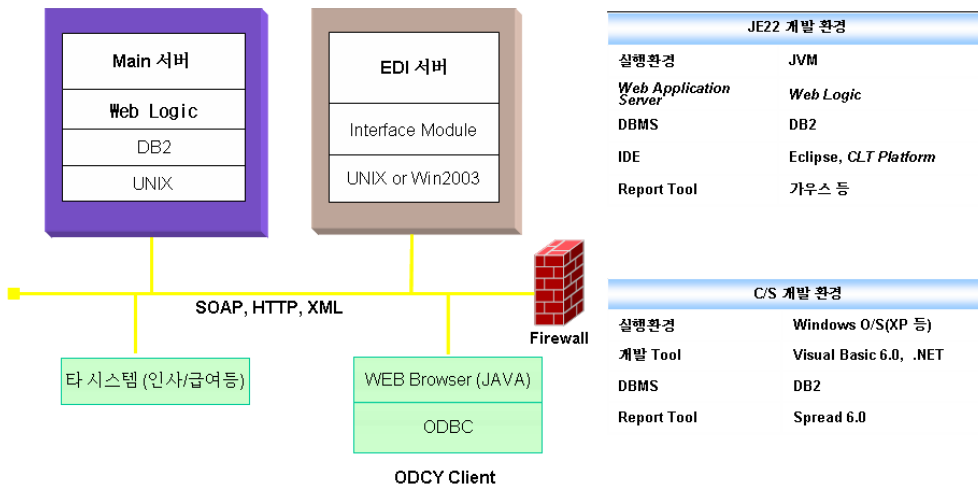 Main 서버
Web Logic
DB2
UNIX
EDI 서버
Interface Module
UNIX or Win2003
SOAP, HTTP, XML
Firewall
타 시스템 (인사/급여등)
WEB Browser (JAVA)
ODBC
ODCY Client
JE22 개발 환경
실행환경 JVM
Web Application
Server Web Logic
DBMS DB2
IDE Eclipse, CLT Platform
Report Tool 가우스 등
C/S 개발 환경
실행환경 Windows O/S(XP 등)
개발 Tool Visual Basic 6.0, .NET
DBMS DB2
Report Tool Spread 6.0